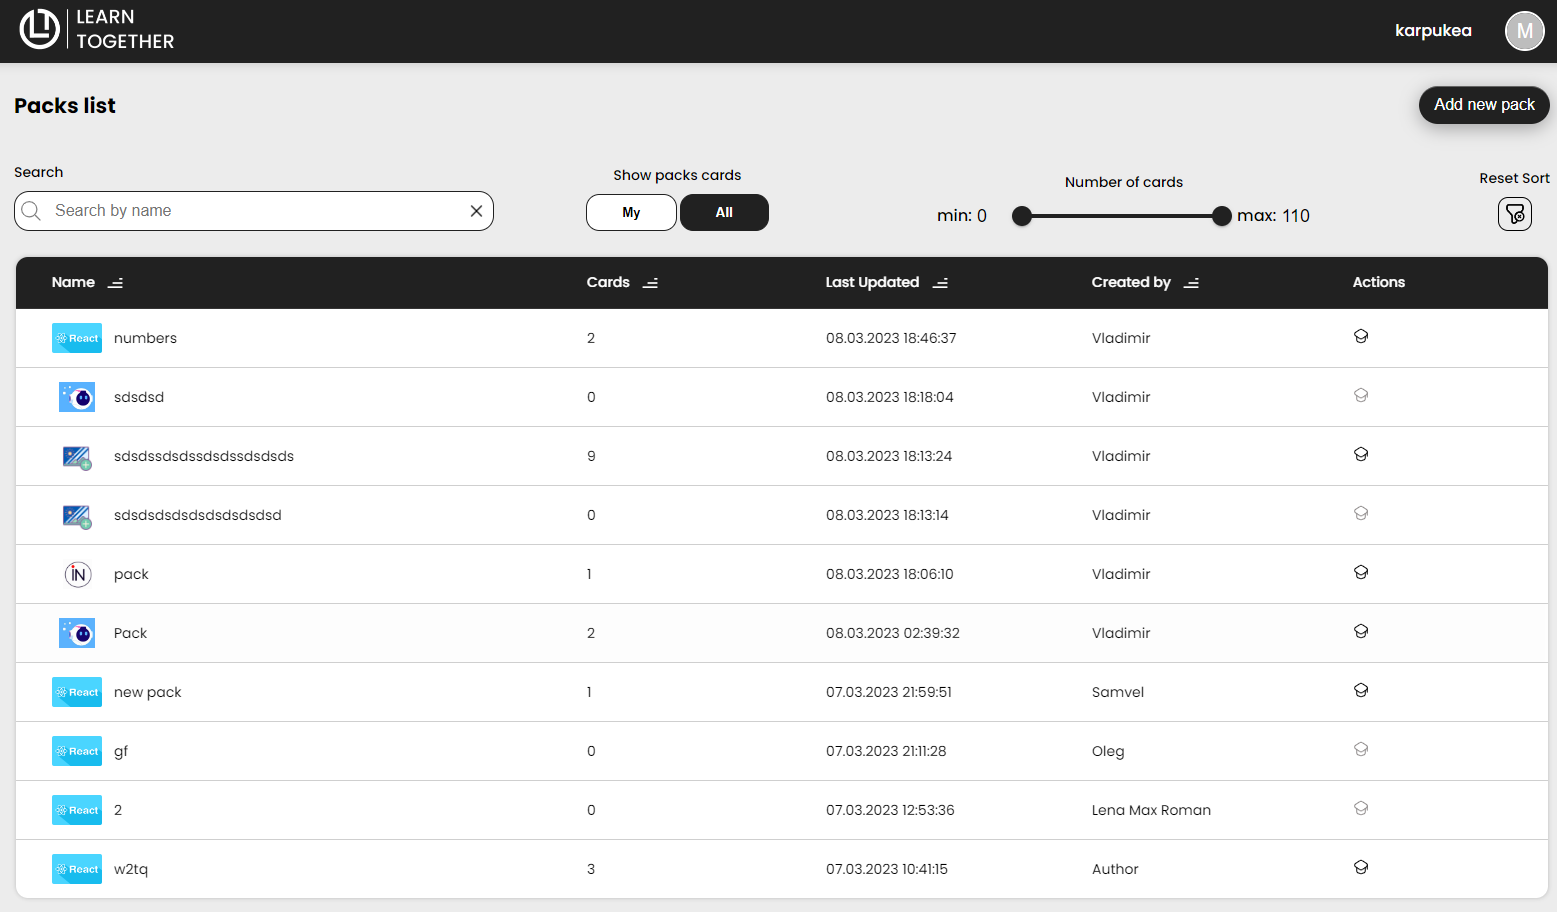 LEARN
TOGETHER
karpukea
M
Packs list
Add new pack
Search
Search by name
Show packs cards
My All
Number of cards
min: 0 max: 110
Reset Sort
Name Cards Last Updated Created by Actions
React numbers 2 08.03.2023 18:46:37 Vladimir
sdsdsd 0 08.03.2023 18:18:04 Vladimir
sdsdssdsdssdsdssdsdsds 9 08.03.2023 18:13:24 Vladimir
sdsdsdsdsdsdsdsdsdsd 0 08.03.2023 18:13:14 Vladimir
iN pack 1 08.03.2023 18:06:10 Vladimir
Pack 2 08.03.2023 02:39:32 Vladimir
React new pack 1 07.03.2023 21:59:51 Samvel
React gf 0 07.03.2023 21:11:28 Oleg
React 2 0 07.03.2023 12:53:36 Lena Max Roman
React w2tq 3 07.03.2023 10:41:15 Author